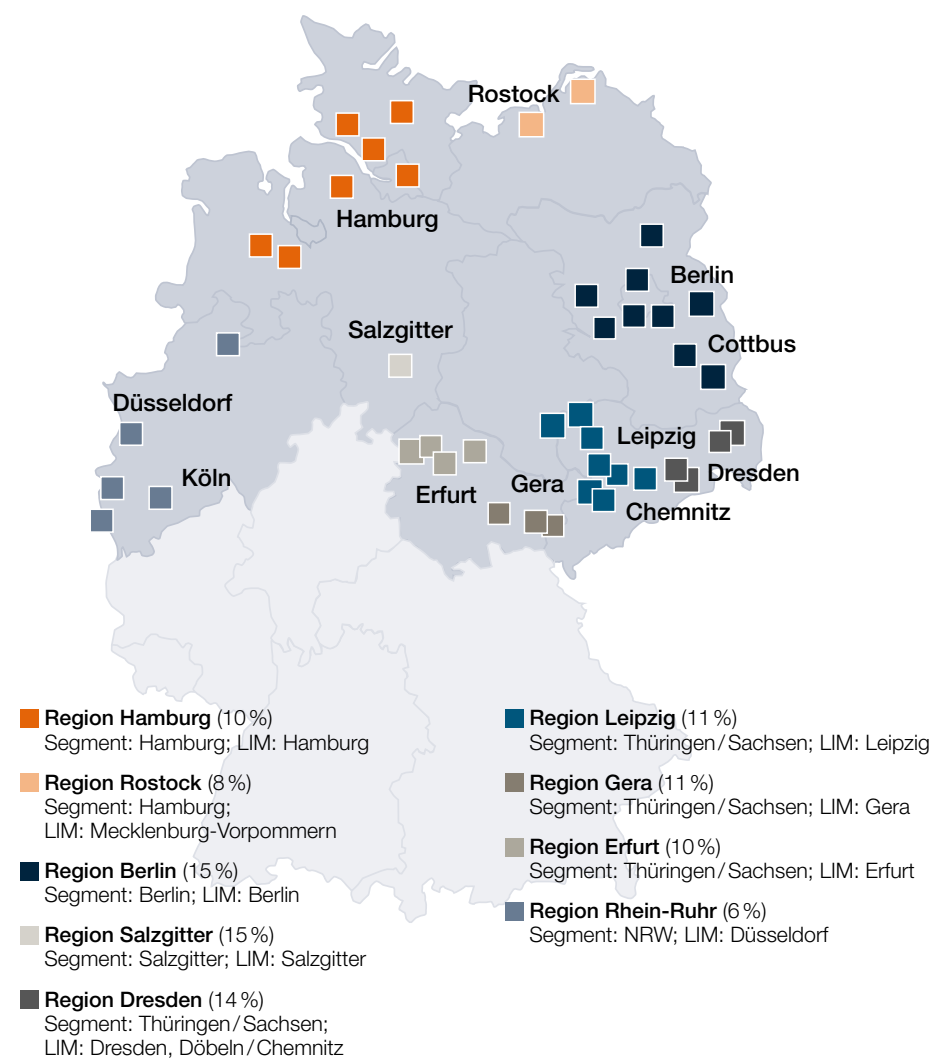 Rostock
Hamburg
Berlin
Salzgitter
Cottbus
Düsseldorf
Leipzig
Köln
Gera
Dresden
Erfurt
Chemnitz
Region Hamburg (10 %)
Segment: Hamburg; LIM: Hamburg
Region Rostock (8 %)
Segment: Hamburg;
LIM: Mecklenburg-Vorpommern
Region Berlin (15 %)
Segment: Berlin; LIM: Berlin
Region Salzgitter (15 %)
Segment: Salzgitter; LIM: Salzgitter
Region Dresden (14 %)
Segment: Thüringen / Sachsen;
LIM: Dresden, Döbeln / Chemnitz
Region Leipzig (11 %)
Segment: Thüringen / Sachsen; LIM: Leipzig
Region Gera (11 %)
Segment: Thüringen / Sachsen; LIM: Gera
Region Erfurt (10 %)
Segment: Thüringen / Sachsen; LIM: Erfurt
Region Rhein-Ruhr (6 %)
Segment: NRW; LIM: Düsseldorf